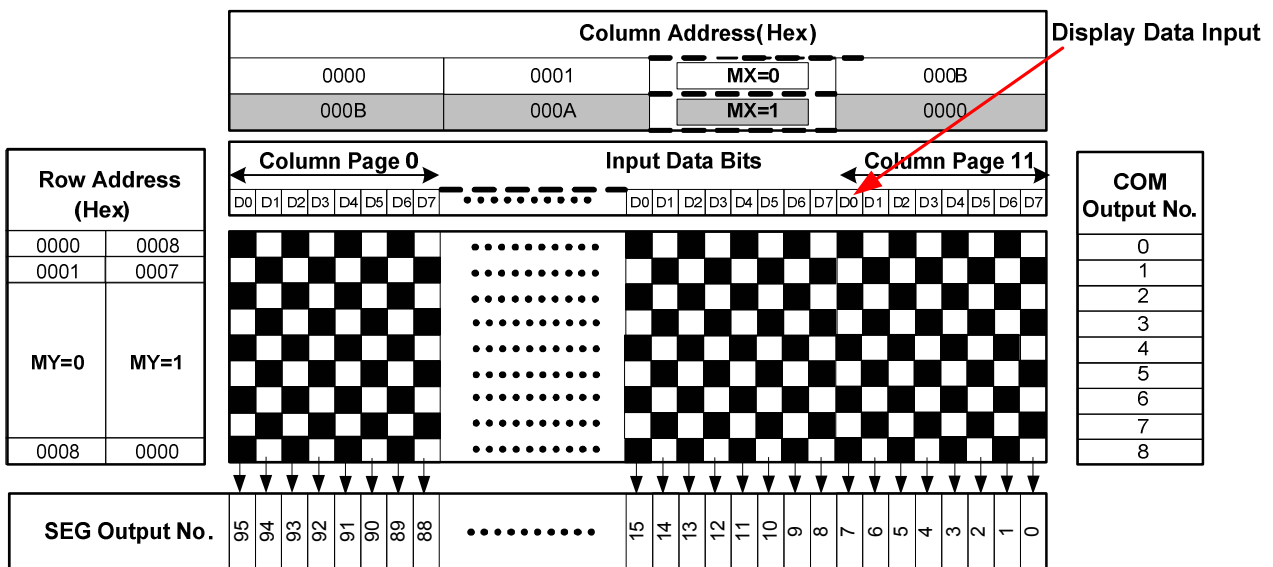 Column Address(Hex)
Display Data Input
0000 0001 MX=0 000B
000B 000A MX=1 0000
Column Page 0 Input Data Bits Column Page 11
D0 D1 D2 D3 D4 D5 D6 D7 D0 D1 D2 D3 D4 D5 D6 D7 D0 D1 D2 D3 D4 D5 D6 D7
Row Address
(Hex)
COM
Output No.
0000 0008 0
0001 0007 1
2
3
MY=0 MY=1 4
5
6
7
0008 0000 8
SEG Output No. 95 94 93 92 91 90 89 88 15 14 13 12 11 10 9 8 7 6 5 4 3 2 1 0